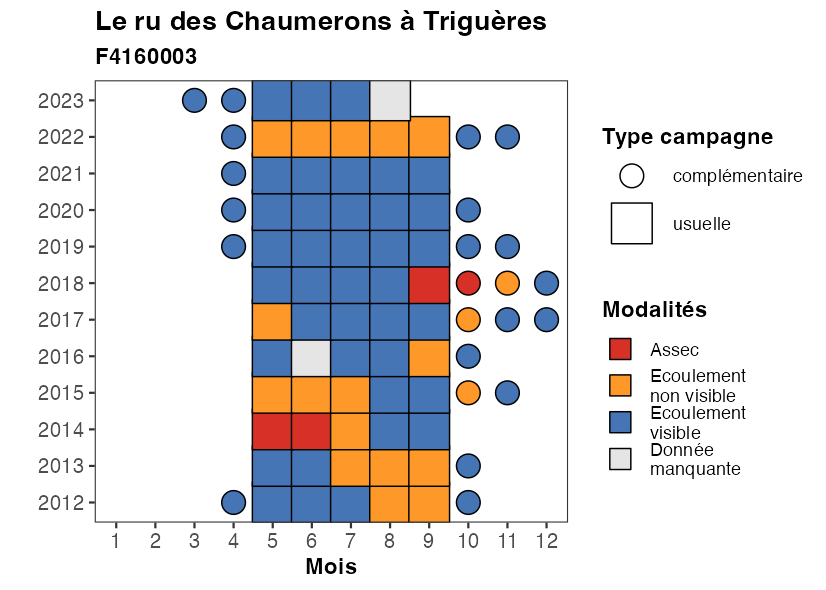 Le ru des Chaumerons à Triguères
F4160003
2023
2022
2021
2020
2019
2018
2017
2016
2015
2014
2013
2012
1 2 3 4 5 6 7 8 9 10 11 12
Mois
Type campagne
complémentaire
usuelle
Modalités
Assec
Ecoulement
non visible
Ecoulement
visible
Donnée
manquante